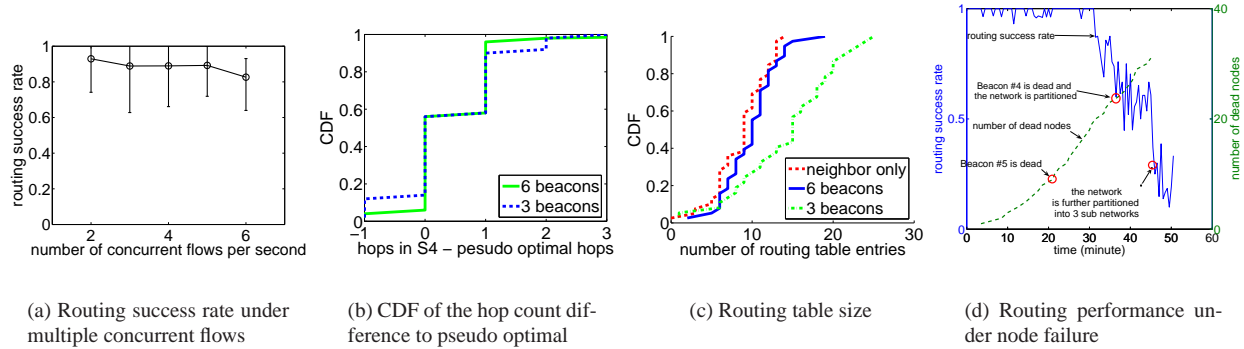 1
0.8
0.6
0.4
0.2
0
2
3
4
5
6
routing success rate
number of concurrent flows per second
(a) Routing success rate under
multiple concurrent flows
1
0.8
0.6
0.4
0.2
0
−1
0
1
2
3
CDF
6 beacons
3 beacons
hops in S4 − pesudo optimal hops
(b) CDF of the hop count dif-
ference to pseudo optimal
1
0.8
0.6
0.4
0.2
0
0
10
20
30
CDF
neighbor only
6 beacons
3 beacons
number of routing table entries
(c) Routing table size
1
0.5
0
40
20
0
0
10
20
30
40
50
60
routing success rate
number of dead nodes
routing success rate
Beacon #4 is dead and
the network is partitioned
number of dead nodes
Beacon #5 is dead
the network
is further partitioned
into 3 sub networks
time (minute)
(d) Routing performance un-
der node failure